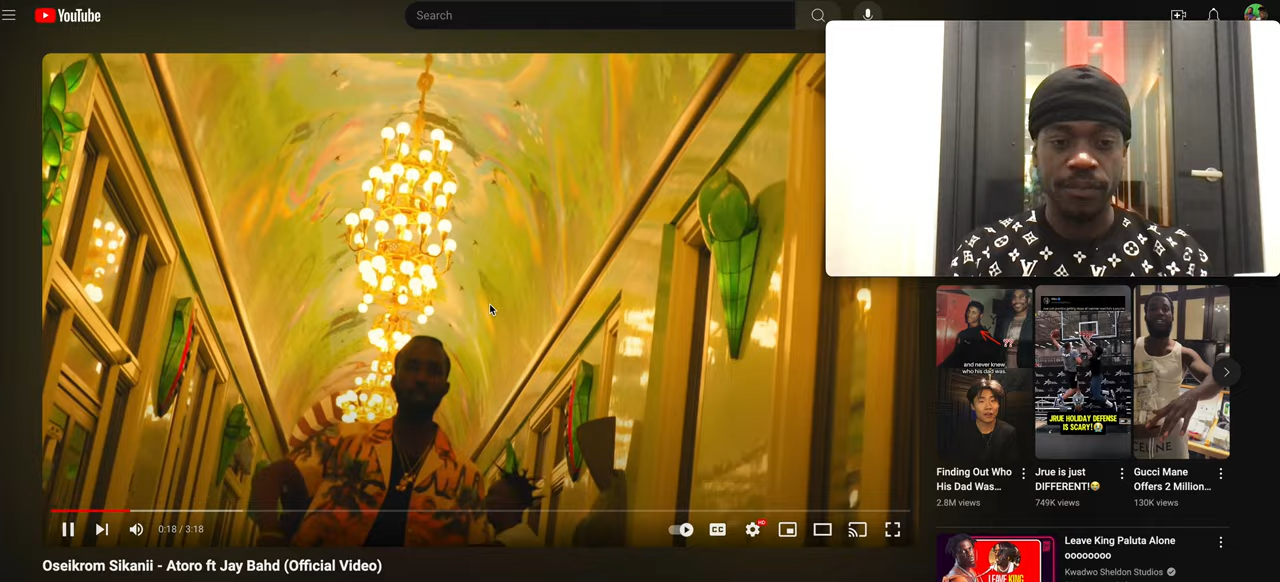 YouTube
Search
0:18 / 3:18
CC
HD
Oseikrom Sikanii - Atoro ft Jay Bahd (Official Video)
and never knew
who his dad was.
JRUE HOLIDAY DEFENSE
IS SCARY!😭
CELINE
Finding Out Who
His Dad Was...
2.8M views
Jrue is just
DIFFERENT!😭
749K views
Gucci Mane
Offers 2 Million...
130K views
LEAVE KING
Leave King Paluta Alone
oooooooo
Kwadwo Sheldon Studios